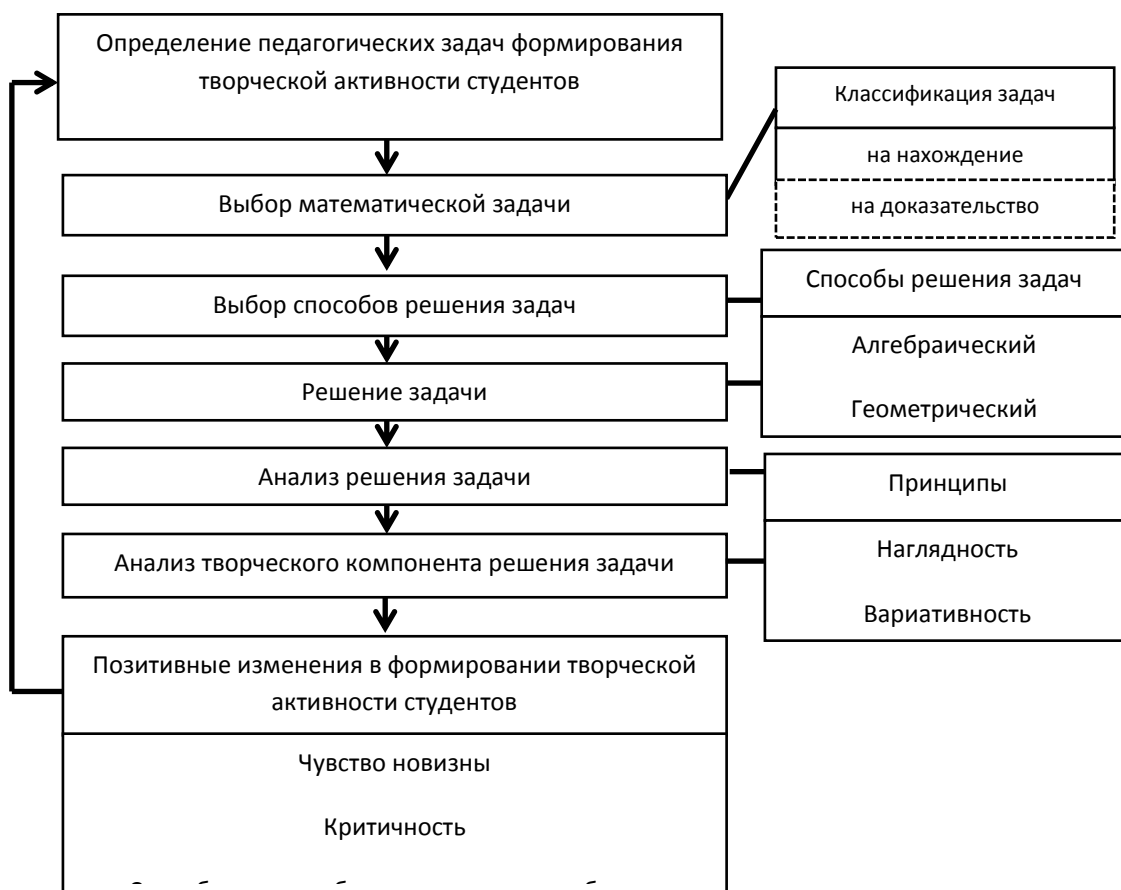 Определение педагогических задач формирования
творческой активности студентов
Классификация задач
на нахождение
на доказательство
Выбор математической задачи
Выбор способов решения задач
Способы решения задач
Алгебраический
Геометрический
Решение задачи
Анализ решения задачи
Принципы
Наглядность
Вариативность
Анализ творческого компонента решения задачи
Позитивные изменения в формировании творческой
активности студентов
Чувство новизны
Критичность